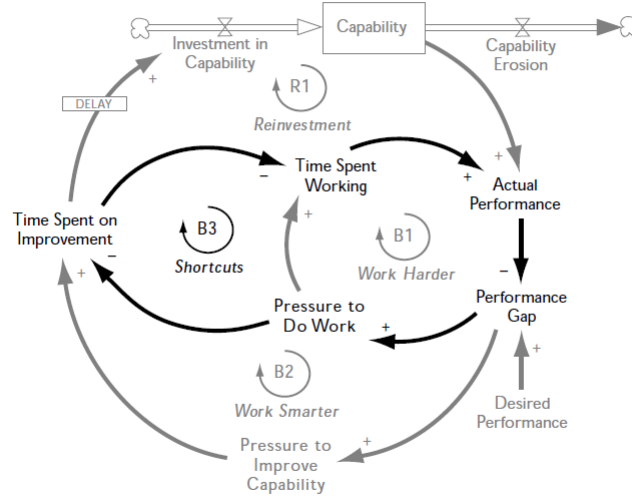 Investment in
Capability
Capability
Capability
Erosion
+
DELAY
R1
Reinvestment
+
Time Spent
Working
–
+
Actual
Performance
Time Spent on
Improvement
B3
Shortcuts
+
B1
Work Harder
–
+
–
Performance
Gap
Pressure to
Do Work
+
B2
Work Smarter
+
Desired
Performance
Pressure to
Improve
Capability
+